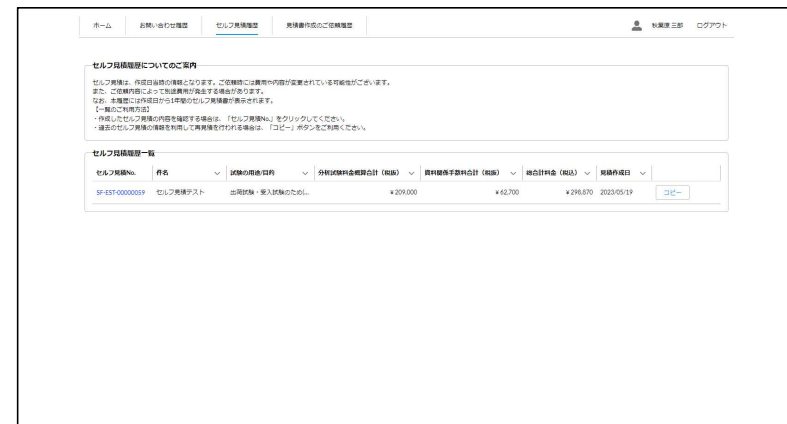 ホーム お問い合わせ履歴 セルフ見積履歴 見積書作成のご依頼履歴 秋葉原 三郎 ログアウト
セルフ見積履歴についてのご案内
セルフ見積は、作成日当時の情報となります。ご依頼時には費用や内容が変更されている可能性がございます。
また、ご依頼内容によって別途費用が発生する場合があります。
なお、本履歴には作成日から1年間のセルフ見積書が表示されます。
【一覧のご利用方法】
・作成したセルフ見積の内容を確認する場合は、「セルフ見積No.」をクリックしてください。
・過去のセルフ見積の情報を利用して再見積を行われる場合は、「コピー」ボタンをご利用ください。
セルフ見積履歴一覧
セルフ見積No. 件名 試験の用途/目的 分析試験料金概算合計（税抜） 資料関係手数料合計（税抜） 総合計料金（税込） 見積作成日
SF-EST-00000059 セルフ見積テスト 出荷試験・受入試験のため(... ¥209,000 ¥62,700 ¥298,870 2023/05/19 コピー